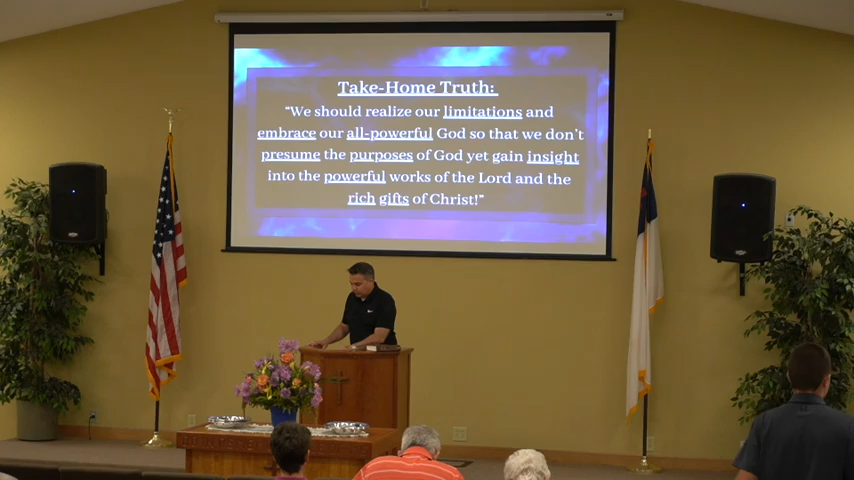 Take-Home Truth:
“We should realize our limitations and
embrace our all-powerful God so that we don’t
presume the purposes of God yet gain insight
into the powerful works of the Lord and the
rich gifts of Christ!”